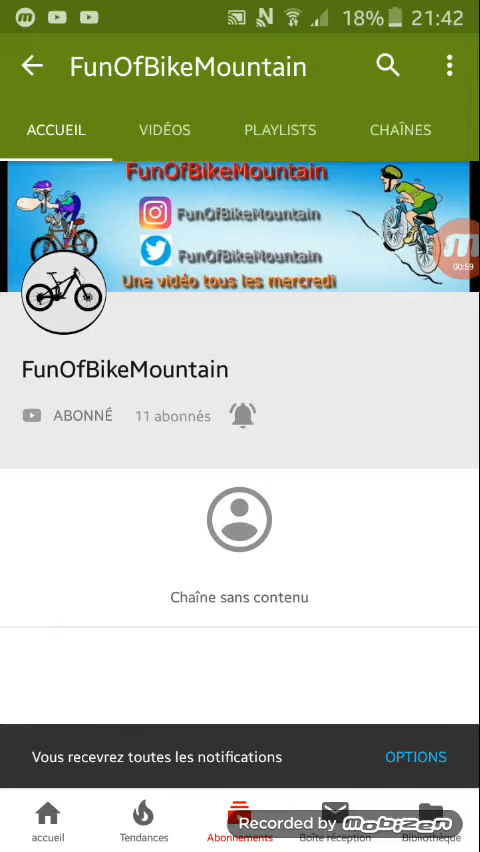 18% 21:42
FunOfBikeMountain
ACCUEIL VIDÉOS PLAYLISTS CHAÎNES
FunOfBikeMountain
FunOfBikeMountain
FunOfBikeMountain
Une vidéo tous les mercredi
00:59
FunOfBikeMountain
ABONNÉ 11 abonnés
Chaîne sans contenu
Vous recevrez toutes les notifications OPTIONS
Recorded by mobizen
accueil Tendances Abonnements Boîte réception Bibliothèque